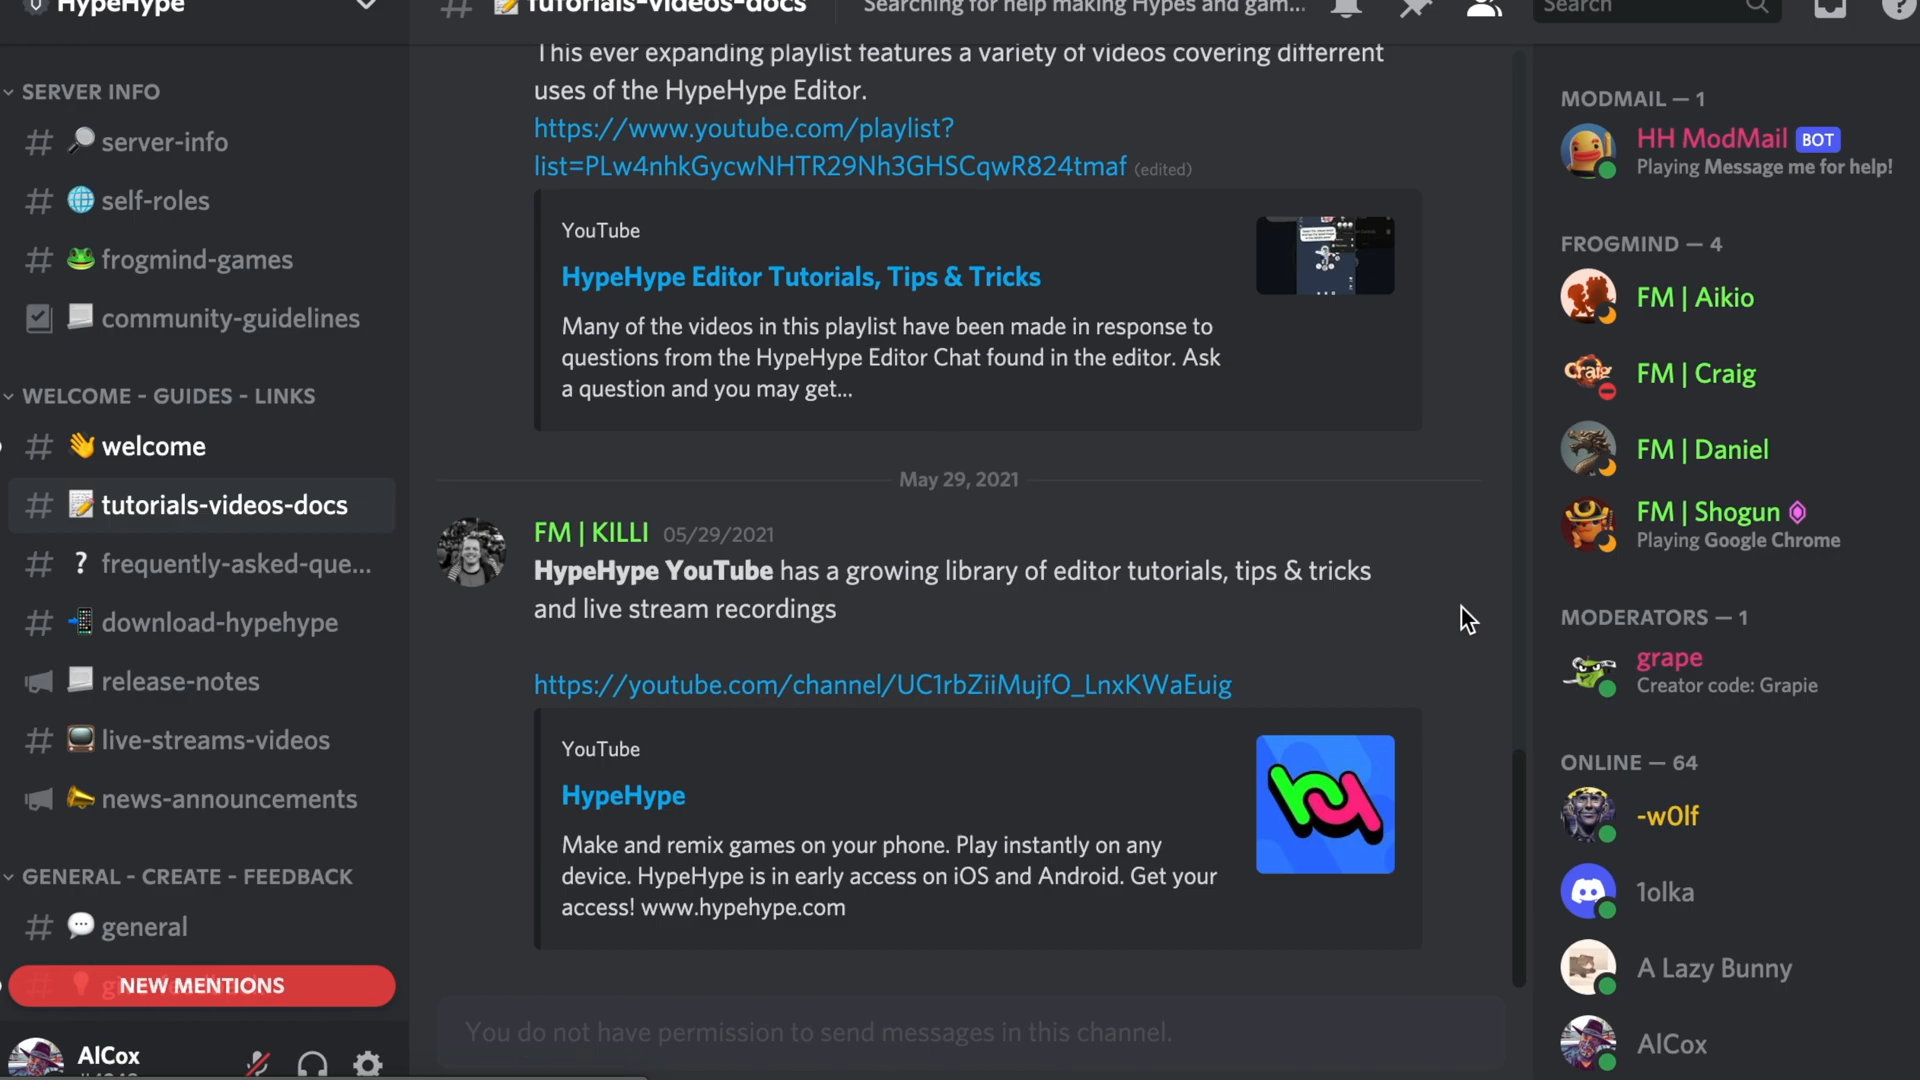 HypeHype
SERVER INFO
server-info
self-roles
frogmind-games
community-guidelines
WELCOME - GUIDES - LINKS
welcome
tutorials-videos-docs
frequently-asked-que...
download-hypehype
release-notes
live-streams-videos
news-announcements
GENERAL - CREATE - FEEDBACK
general
NEW MENTIONS
AlCox
tutorials-videos-docs
Searching for help making Hypes and gam...
Search
This ever expanding playlist features a variety of videos covering differrent
uses of the HypeHype Editor.
https://www.youtube.com/playlist?
list=PLw4nhkGycwNHTR29Nh3GHSCqwR824tmaf (edited)
YouTube
HypeHype Editor Tutorials, Tips & Tricks
Many of the videos in this playlist have been made in response to
questions from the HypeHype Editor Chat found in the editor. Ask
a question and you may get...
May 29, 2021
FM | KILLI 05/29/2021
HypeHype YouTube has a growing library of editor tutorials, tips & tricks
and live stream recordings
https://youtube.com/channel/UC1rbZiiMujfO_LnxKWaEuig
YouTube
HypeHype
Make and remix games on your phone. Play instantly on any
device. HypeHype is in early access on iOS and Android. Get your
access! www.hypehype.com
You do not have permission to send messages in this channel.
MODMAIL — 1
HH ModMail BOT
Playing Message me for help!
FROGMIND — 4
FM | Aikio
Craig
FM | Craig
FM | Daniel
FM | Shogun
Playing Google Chrome
MODERATORS — 1
grape
Creator code: Grapie
ONLINE — 64
-w0lf
1olka
A Lazy Bunny
AlCox